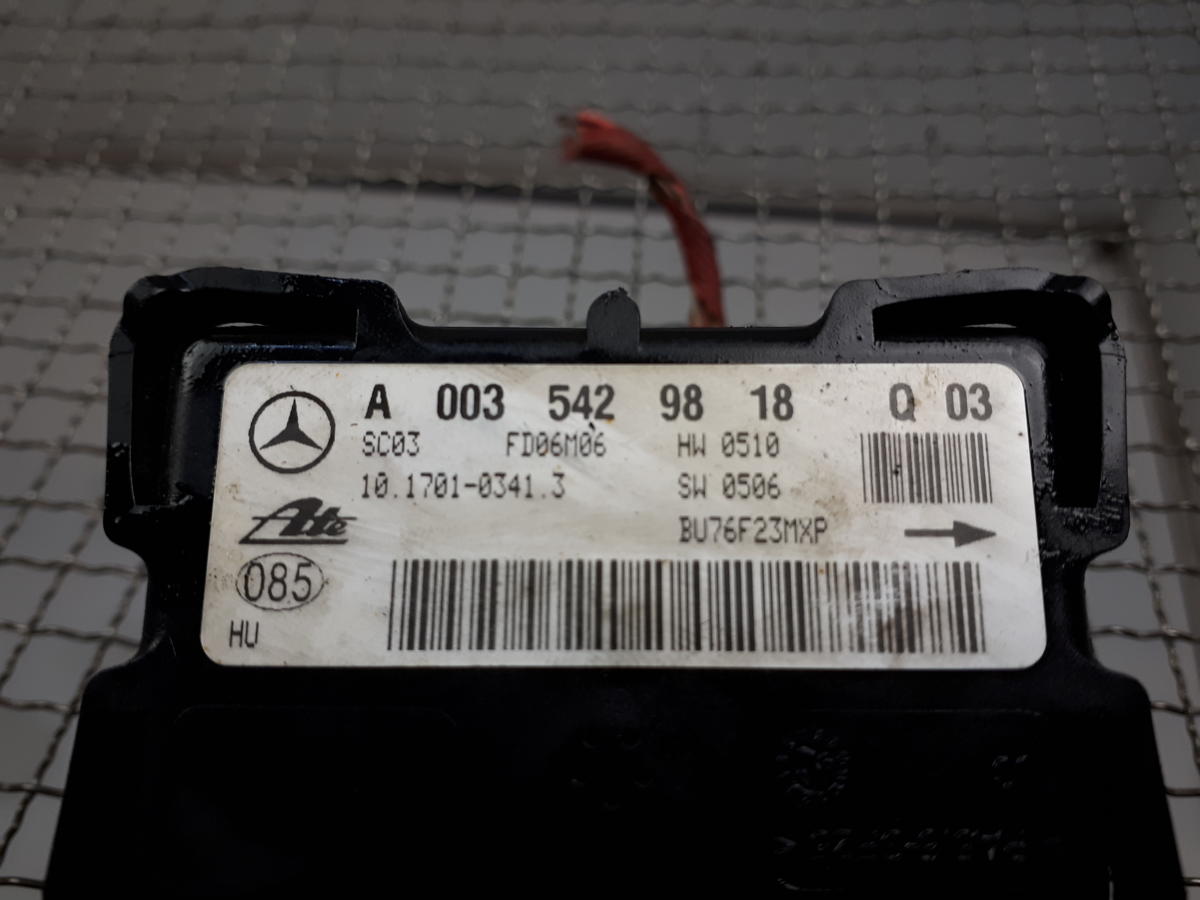 A 003 542 98 18 Q 03
SC03 FD06M06 HW 0510
10.1701-0341.3 SW 0506
Ate BU76F23MXP
085
HU